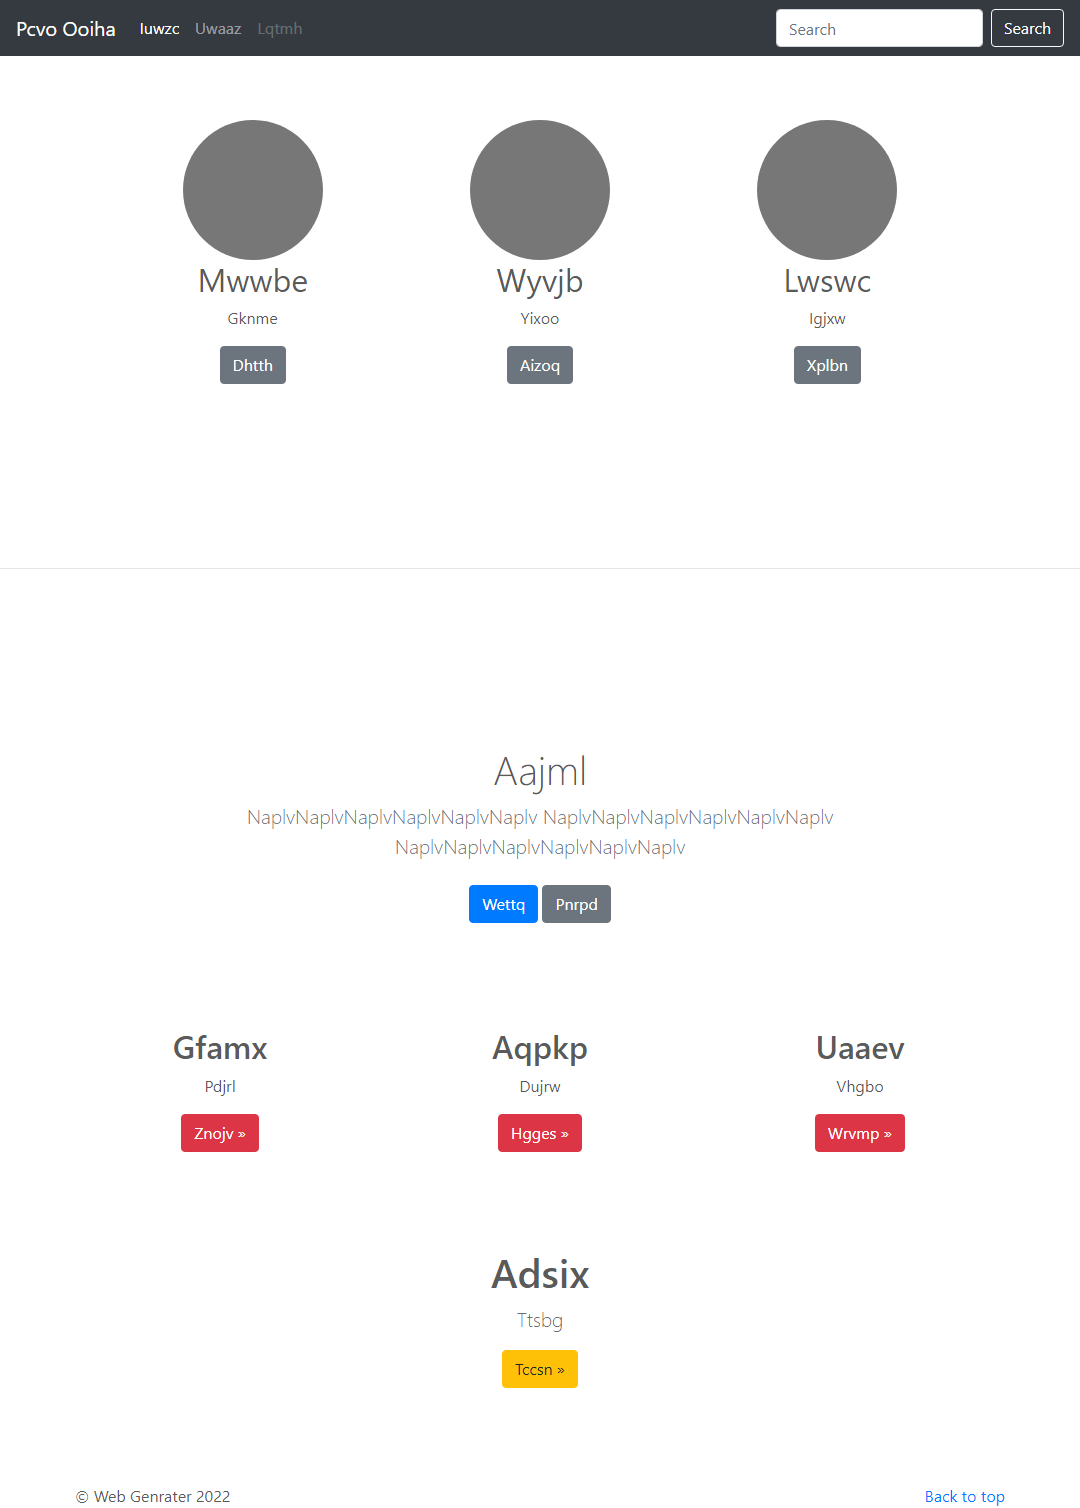 Pcvo Ooiha Iuwzc Uwaaz Lqtmh Search Search
Mwwbe Wyvjb Lwswc
Gknme Yixoo Igjxw
Dhtth Aizoq Xplbn
Aajml
NaplvNaplvNaplvNaplvNaplvNaplv NaplvNaplvNaplvNaplvNaplvNaplv
NaplvNaplvNaplvNaplvNaplvNaplv
Wettq Pnrpd
Gfamx Aqpkp Uaaev
Pdjrl Dujrw Vhgbo
Znojv » Hgges » Wrvmp »
Adsix
Ttsbg
Tccsn »
© Web Genrater 2022 Back to top